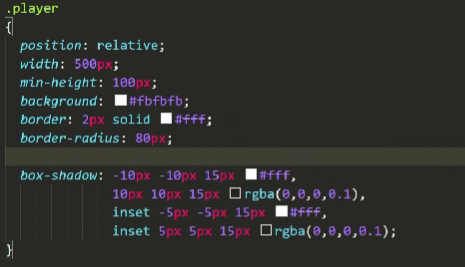 .player
{
position: relative;
width: 500px;
min-height: 100px;
background: #fbfbfb;
border: 2px solid #fff;
border-radius: 80px;
box-shadow: -10px -10px 15px #fff,
10px 10px 15px rgba(0,0,0,0.1),
inset -5px -5px 15px #fff,
inset 5px 5px 15px rgba(0,0,0,0.1);
}